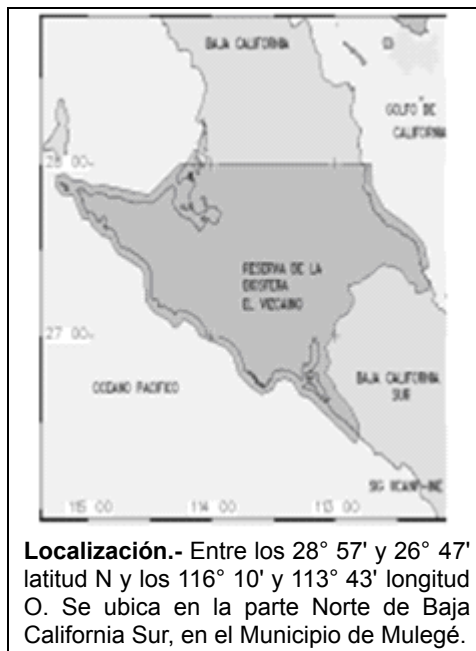 BAJA CALIFORNIA
GOLFO DE
CALIFORNIA
28 00
RESERVA DE LA
BIOSFERA
EL VIZCAINO
27 00
OCEANO PACIFICO
BAJA CALIFORNIA
SUR
115 00 114 00 113 00
Localización.- Entre los 28° 57' y 26° 47'
latitud N y los 116° 10' y 113° 43' longitud
O. Se ubica en la parte Norte de Baja
California Sur, en el Municipio de Mulegé.